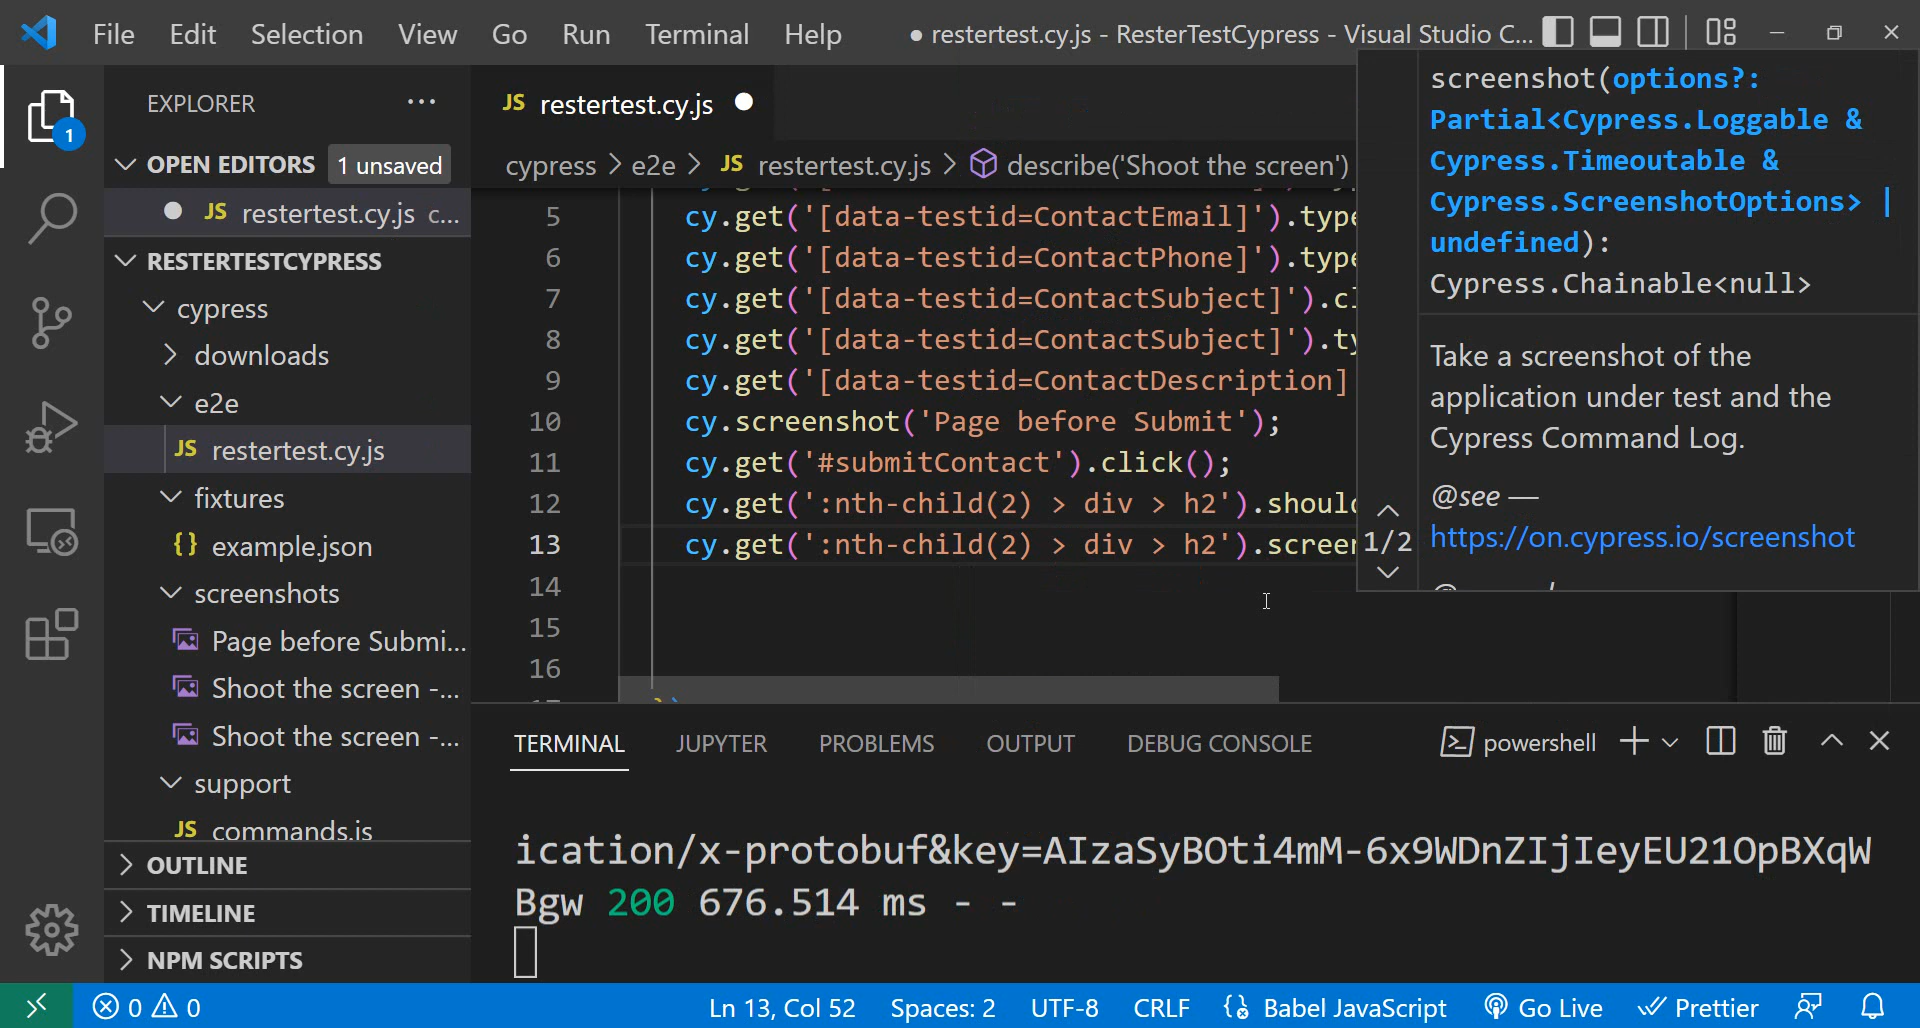 File Edit Selection View Go Run Terminal Help
● restertest.cy.js - ResterTestCypress - Visual Studio C...
EXPLORER ...
OPEN EDITORS 1 unsaved
JS restertest.cy.js c...
RESTERTESTCYPRESS
cypress
downloads
e2e
JS restertest.cy.js
fixtures
{} example.json
screenshots
Page before Submi...
Shoot the screen -...
Shoot the screen -...
support
JS commands.js
OUTLINE
TIMELINE
NPM SCRIPTS
1
JS restertest.cy.js
cypress > e2e > JS restertest.cy.js > describe('Shoot the screen')
5 cy.get('[data-testid=ContactEmail]').type
6 cy.get('[data-testid=ContactPhone]').type
7 cy.get('[data-testid=ContactSubject]').cl
8 cy.get('[data-testid=ContactSubject]').ty
9 cy.get('[data-testid=ContactDescription]
10 cy.screenshot('Page before Submit');
11 cy.get('#submitContact').click();
12 cy.get(':nth-child(2) > div > h2').should
13 cy.get(':nth-child(2) > div > h2').screen
14
15
16
screenshot(options?:
Partial<Cypress.Loggable &
Cypress.Timeoutable &
Cypress.ScreenshotOptions> |
undefined):
Cypress.Chainable<null>
Take a screenshot of the
application under test and the
Cypress Command Log.
@see —
https://on.cypress.io/screenshot
1/2
TERMINAL JUPYTER PROBLEMS OUTPUT DEBUG CONSOLE
powershell
ication/x-protobuf&key=AIzaSyBOti4mM-6x9WDnZIjIeyEU21OpBXqW
Bgw 200 676.514 ms - -
0 0 Ln 13, Col 52 Spaces: 2 UTF-8 CRLF {} Babel JavaScript Go Live Prettier